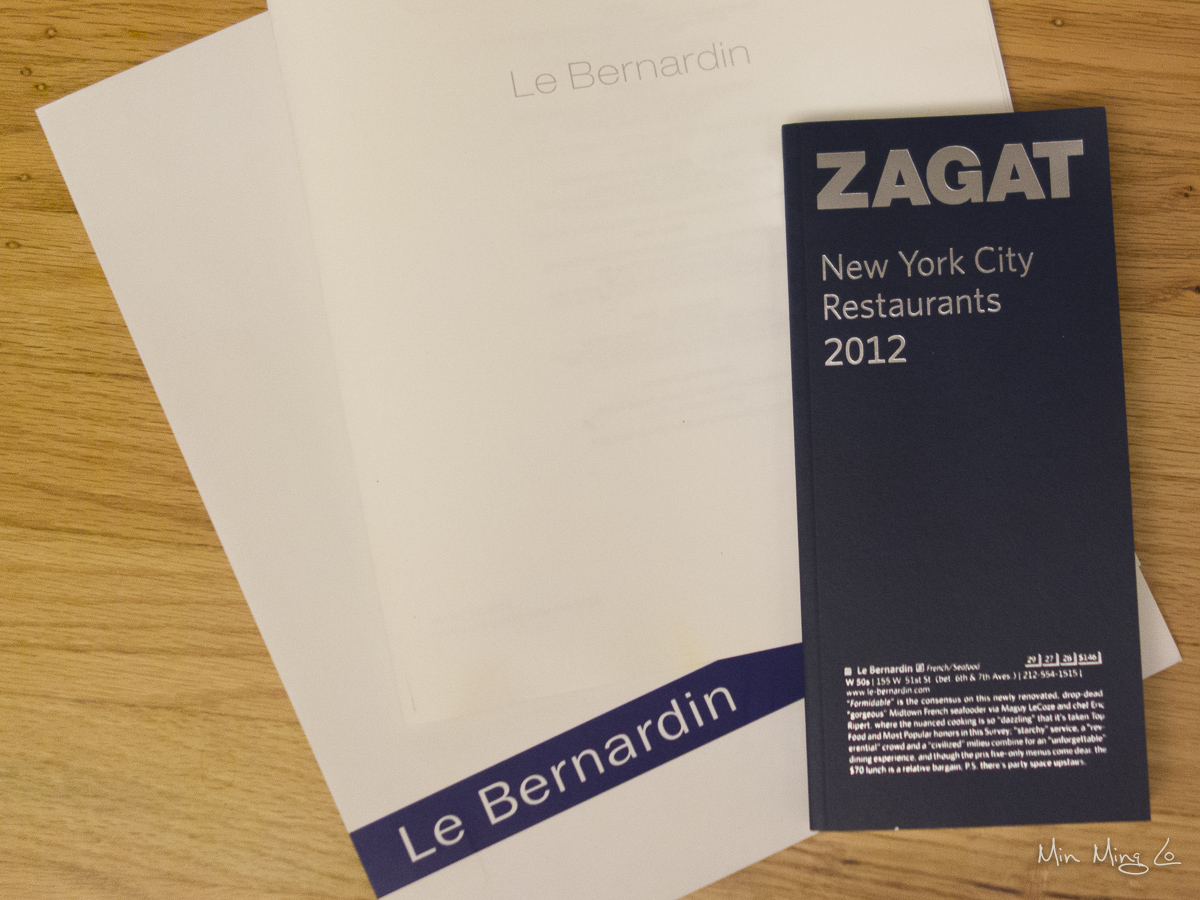 Le Bernardin
ZAGAT
New York City
Restaurants
2012
Le Bernardin
Le Bernardin French/Seafood 29 27 28 $146
W 50s | 155 W 51st St (bet 6th & 7th Aves.) | 212-554-1515 |
www.le-bernardin.com
"Formidable" is the consensus on this newly renovated, drop-dead
"gorgeous" Midtown French seafooder via Maguy LeCoze and chef Eric
Ripert, where the nuanced cooking is so "dazzling" that it's taken Top
Food and Most Popular honors in this Survey; "starchy" service, a "rev-
erential" crowd and a "civilized" milieu combine for an "unforgettable"
dining experience, and though the prix fixe-only menus come dear, the
$70 lunch is a relative bargain; P.S. there's party space upstairs.
Min Ming Lo